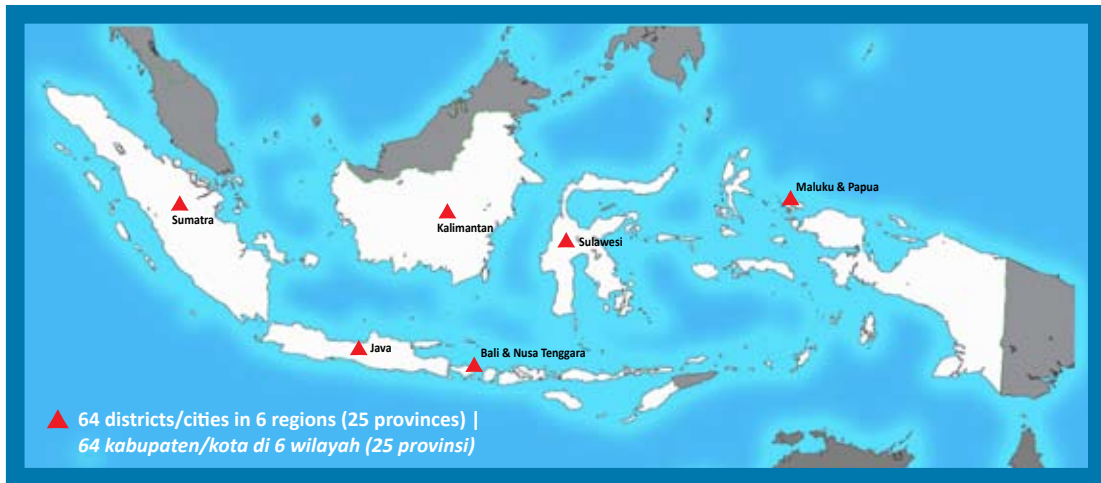 Maluku & Papua
Sumatra
Kalimantan
Sulawesi
Java
Bali & Nusa Tenggara
64 districts/cities in 6 regions (25 provinces) |
64 kabupaten/kota di 6 wilayah (25 provinsi)